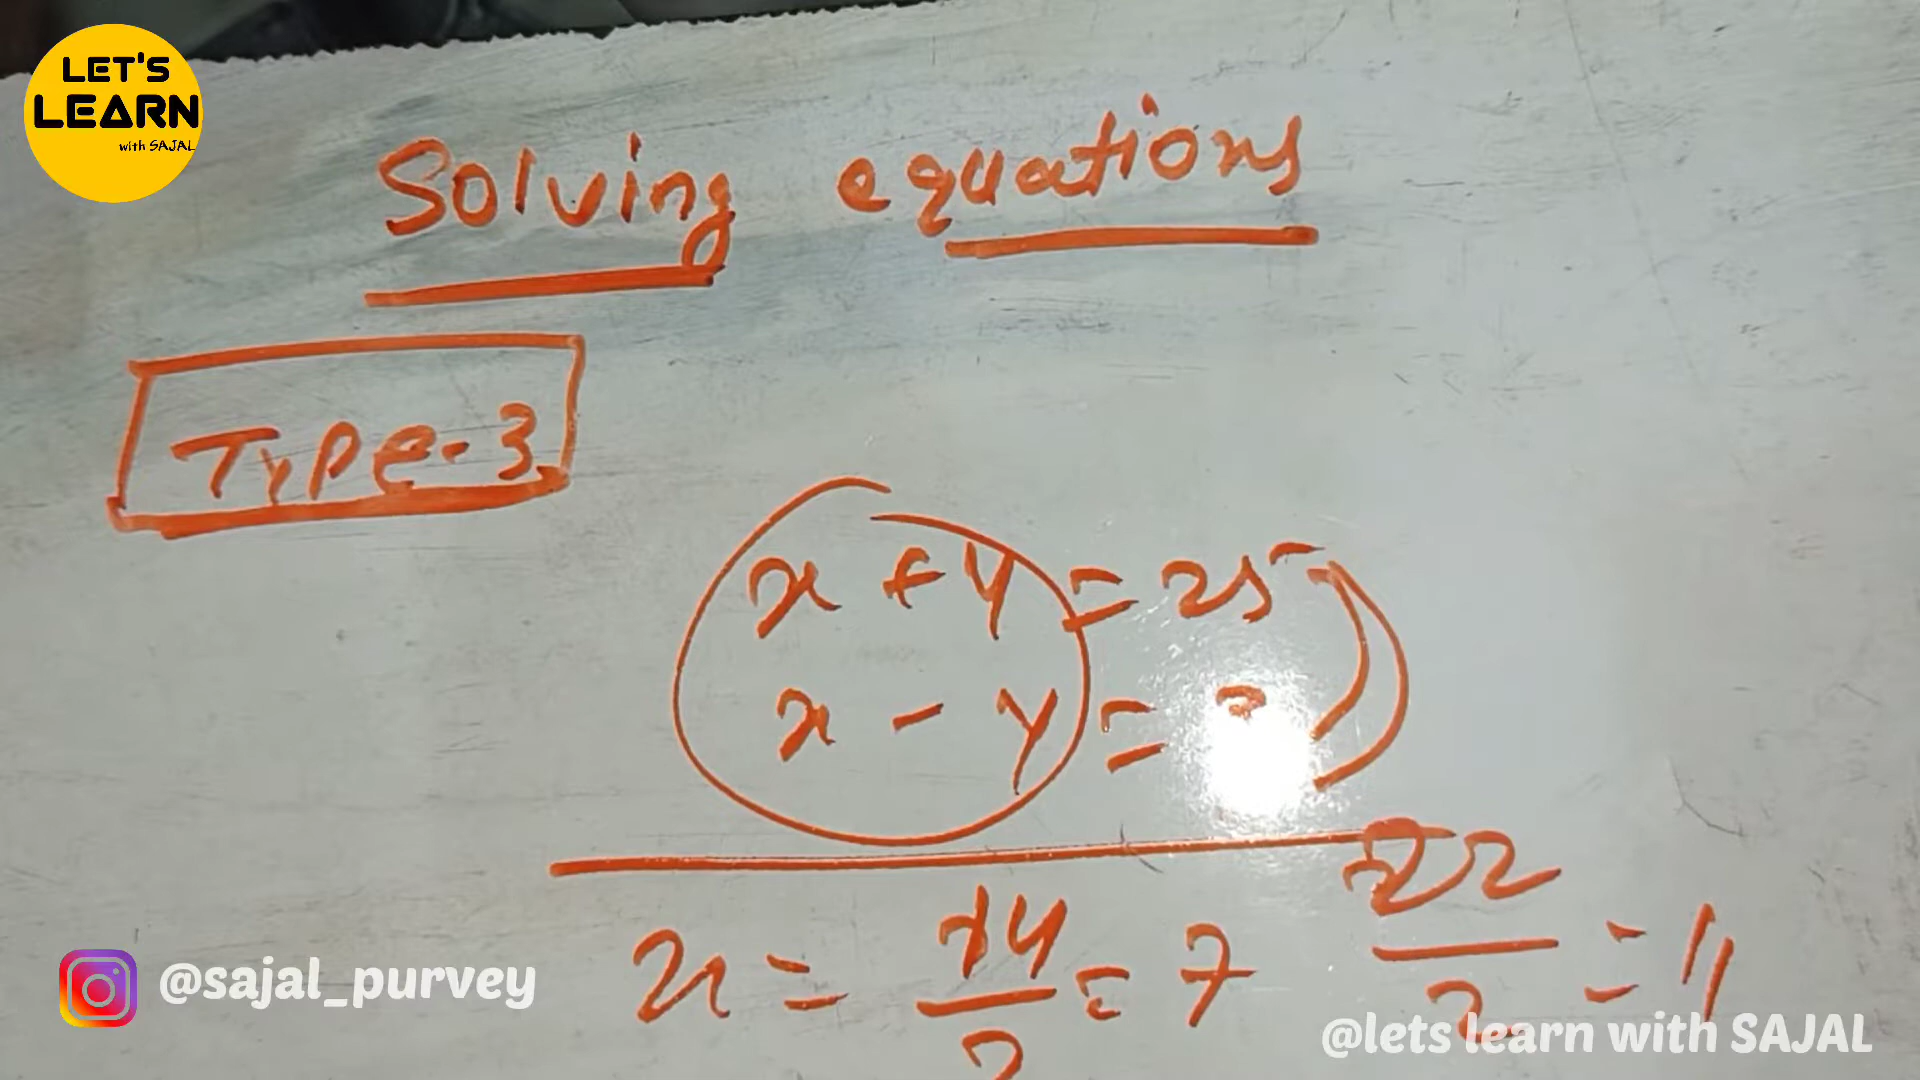 LET'S
LEARN
with SAJAL
Solving equations
TYPe-3
x + y = 25
x - y =
x = 14/2 = 7
22/2 = 11
@sajal_purvey
@lets learn with SAJAL